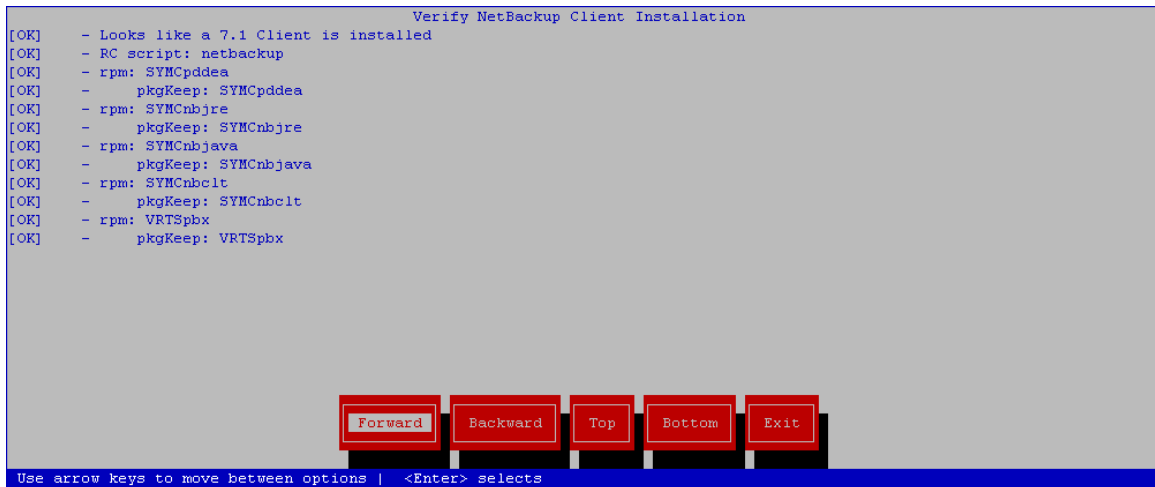 Verify NetBackup Client Installation
[OK] - Looks like a 7.1 Client is installed
[OK] - RC script: netbackup
[OK] - rpm: SYMCpddea
[OK] - pkgKeep: SYMCpddea
[OK] - rpm: SYMCnbjre
[OK] - pkgKeep: SYMCnbjre
[OK] - rpm: SYMCnbjava
[OK] - pkgKeep: SYMCnbjava
[OK] - rpm: SYMCnbclt
[OK] - pkgKeep: SYMCnbclt
[OK] - rpm: VRTSpbx
[OK] - pkgKeep: VRTSpbx
Forward Backward Top Bottom Exit
Use arrow keys to move between options | <Enter> selects